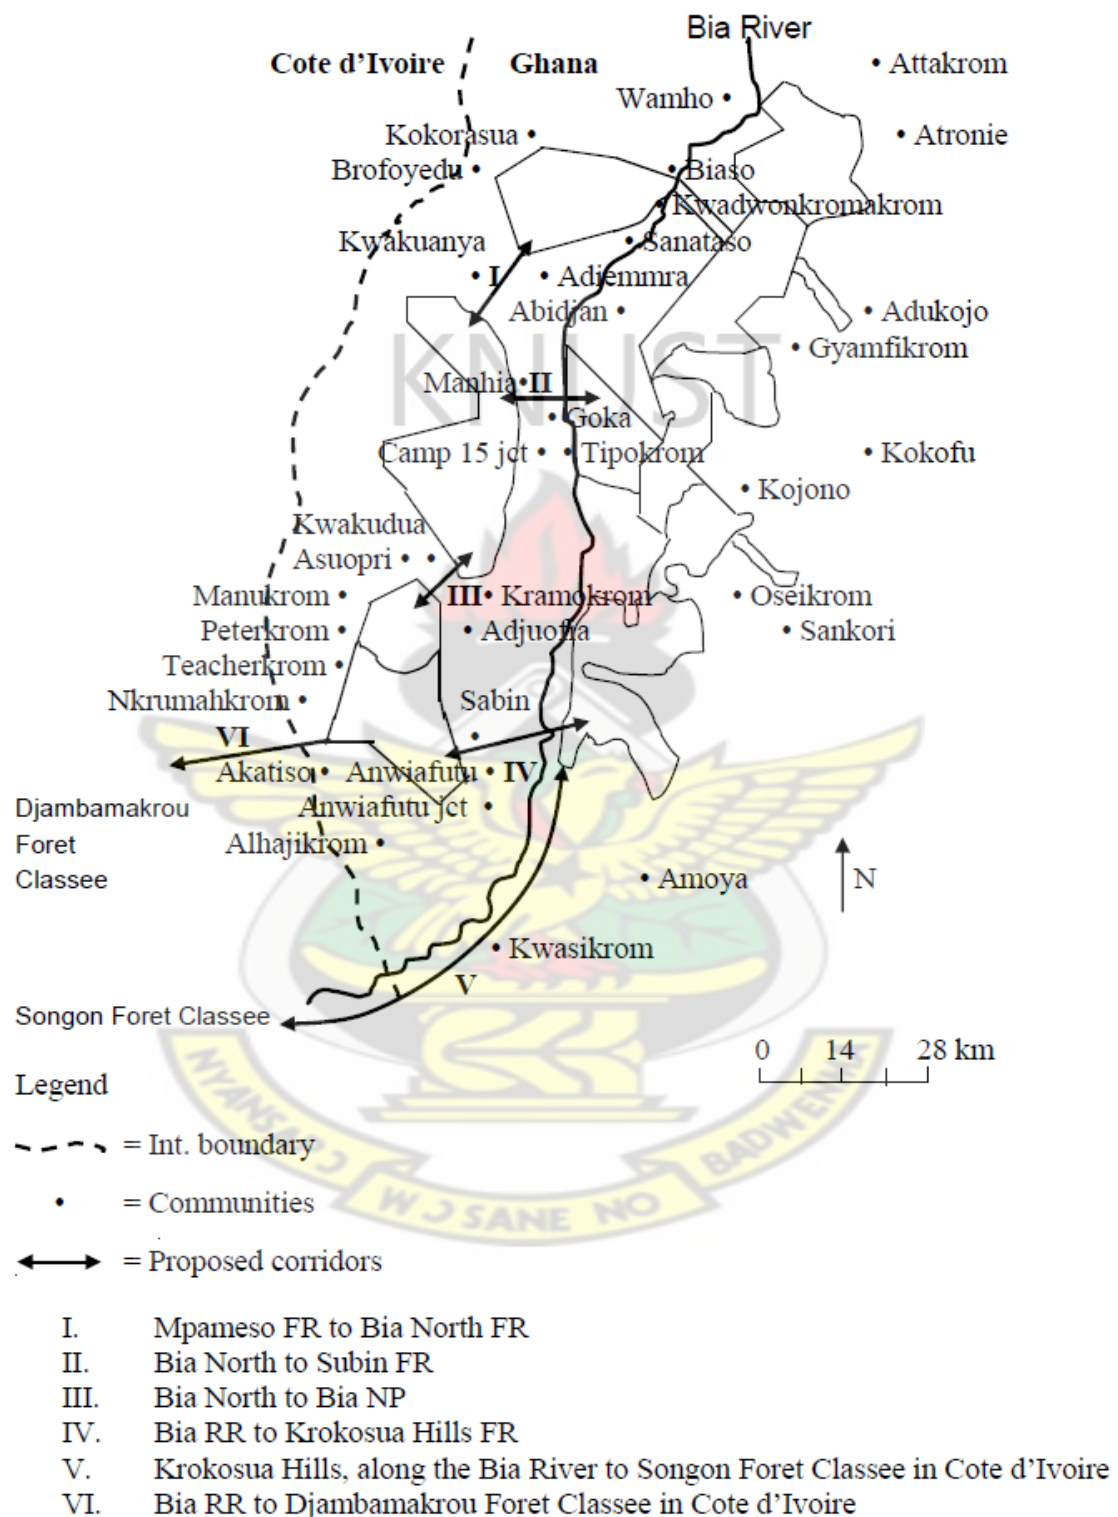 Bia River
Cote d’Ivoire Ghana • Attakrom
Wamho •
Kokorasua • • Atronie
Brofoyedu • • Biaso
• Kwadwonkromakrom
Kwakuanya • Sanataso
• I • Adiemmra
Abidjan • • Adukojo
KNUST
• Gyamfikrom
Manhia • II
• Goka
Camp 15 jct • • Tipokrom • Kokofu
• Kojono
Kwakudua
Asuopri • •
Manukrom • III • Kramokrom • Oseikrom
Peterkrom • • Adjuofia • Sankori
Teacherkrom •
Nkrumahkrom • Sabin
VI •
Akatiso • Anwiafutu • IV
Djambamakrou Anwiafutu jct •
Foret Alhajikrom •
Classee • Amoya N
• Kwasikrom
V
Songon Foret Classee
0 14 28 km
Legend
= Int. boundary
• = Communities
= Proposed corridors
NYANSAPƆ WƆSANE NO BADWENMA
I. Mpameso FR to Bia North FR
II. Bia North to Subin FR
III. Bia North to Bia NP
IV. Bia RR to Krokosua Hills FR
V. Krokosua Hills, along the Bia River to Songon Foret Classee in Cote d’Ivoire
VI. Bia RR to Djambamakrou Foret Classee in Cote d’Ivoire